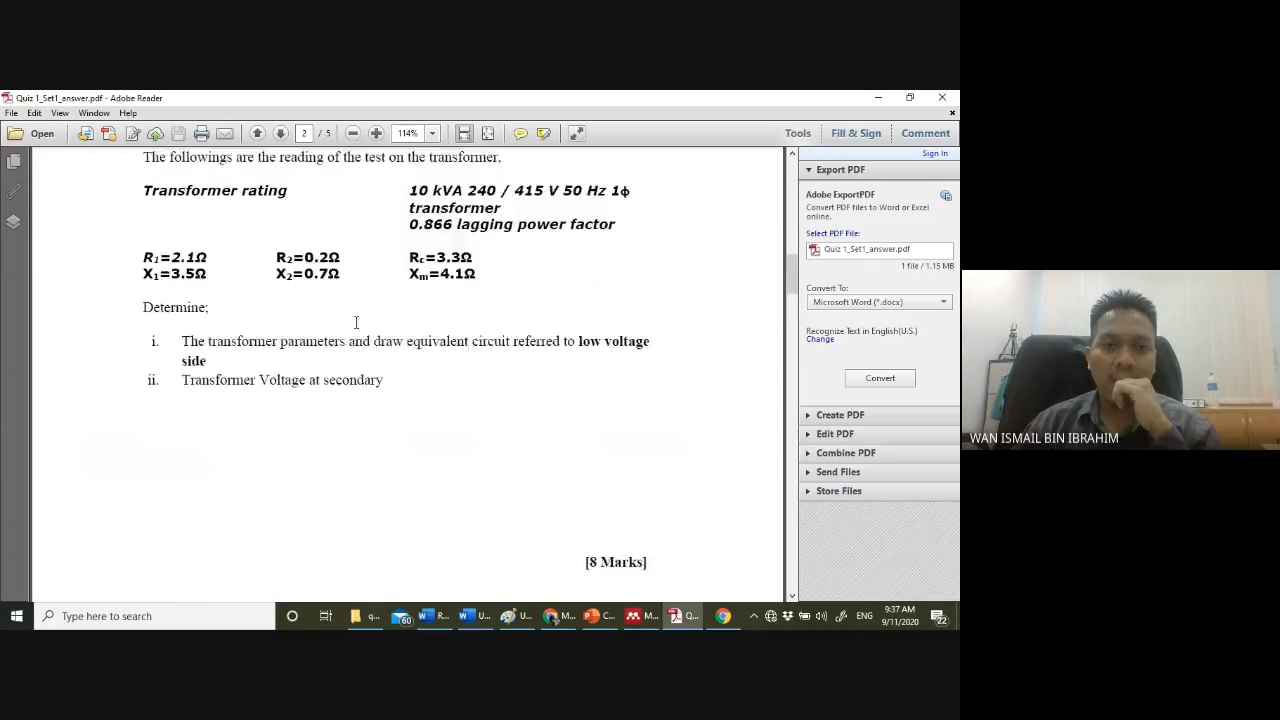 Quiz 1_Set1_answer.pdf - Adobe Reader
File Edit View Window Help
Open 2 / 5 114% Tools Fill & Sign Comment
The followings are the reading of the test on the transformer,
Transformer rating 10 kVA 240 / 415 V 50 Hz 1ϕ
transformer
0.866 lagging power factor
R₁=2.1Ω R₂=0.2Ω R꜀=3.3Ω
X₁=3.5Ω X₂=0.7Ω Xₘ=4.1Ω
Determine;
i. The transformer parameters and draw equivalent circuit referred to low voltage
side
ii. Transformer Voltage at secondary
[8 Marks]
Sign In
Export PDF
Adobe ExportPDF
Convert PDF files to Word or Excel
online.
Select PDF File:
Quiz 1_Set1_answer.pdf
1 file / 1.15 MB
Convert To:
Microsoft Word (*.docx)
Recognize Text in English(U.S.)
Change
Convert
Create PDF
Edit PDF
Combine PDF
Send Files
Store Files
WAN ISMAIL BIN IBRAHIM
Type here to search q... 60 R... U... U... M... C... M... Q... ENG 9:37 AM
9/11/2020 22